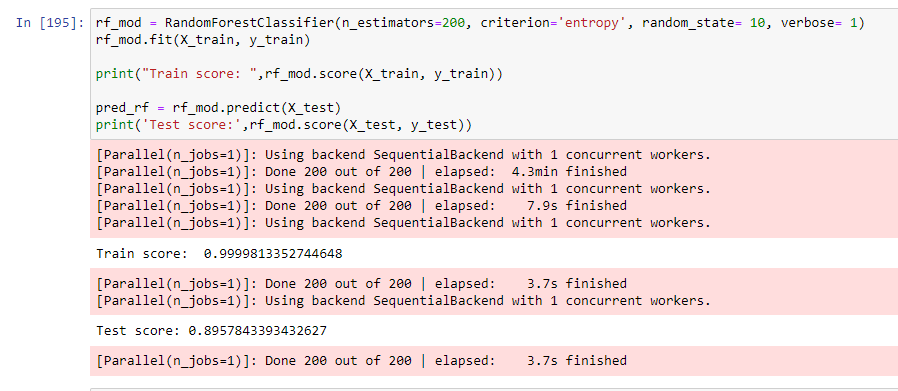 In [195]: rf_mod = RandomForestClassifier(n_estimators=200, criterion='entropy', random_state= 10, verbose= 1)
rf_mod.fit(X_train, y_train)
print("Train score: ",rf_mod.score(X_train, y_train))
pred_rf = rf_mod.predict(X_test)
print('Test score:',rf_mod.score(X_test, y_test))
[Parallel(n_jobs=1)]: Using backend SequentialBackend with 1 concurrent workers.
[Parallel(n_jobs=1)]: Done 200 out of 200 | elapsed:  4.3min finished
[Parallel(n_jobs=1)]: Using backend SequentialBackend with 1 concurrent workers.
[Parallel(n_jobs=1)]: Done 200 out of 200 | elapsed:    7.9s finished
[Parallel(n_jobs=1)]: Using backend SequentialBackend with 1 concurrent workers.
Train score:  0.9999813352744648
[Parallel(n_jobs=1)]: Done 200 out of 200 | elapsed:    3.7s finished
[Parallel(n_jobs=1)]: Using backend SequentialBackend with 1 concurrent workers.
Test score: 0.8957843393432627
[Parallel(n_jobs=1)]: Done 200 out of 200 | elapsed:    3.7s finished